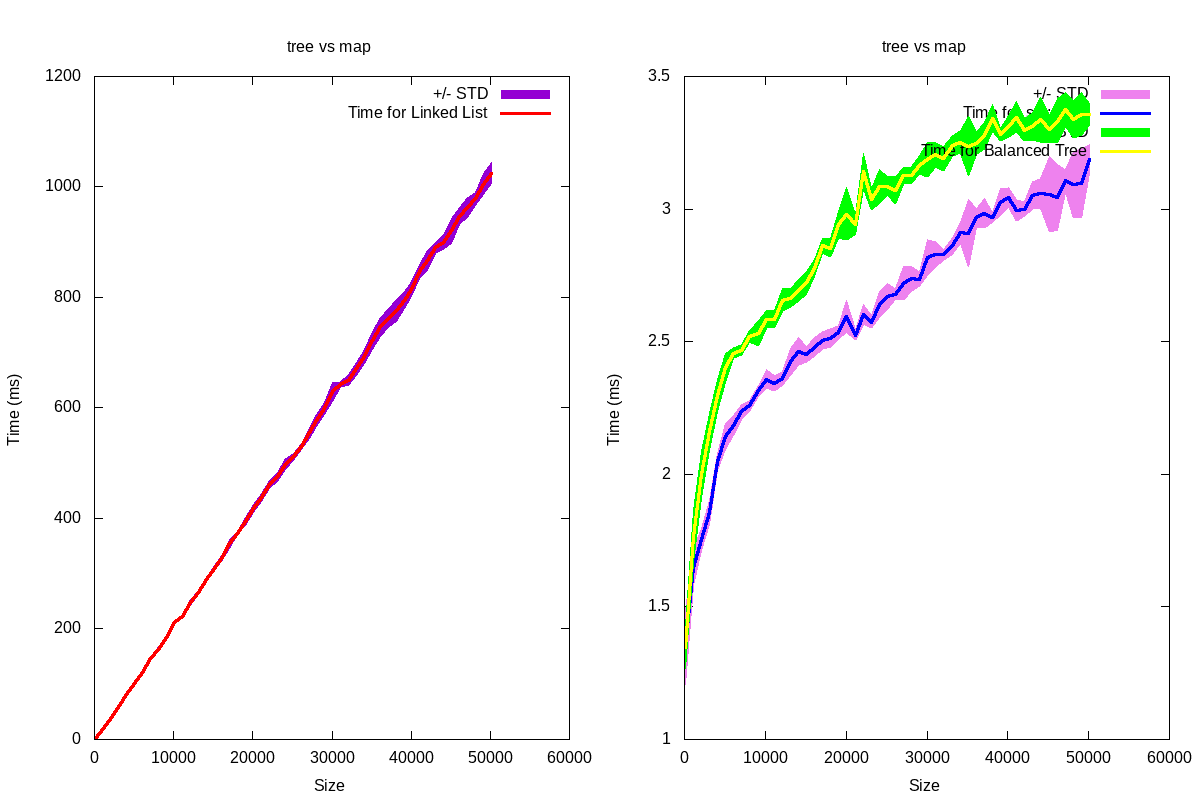 tree vs map
1200
1000
800
600
400
200
0
0 10000 20000 30000 40000 50000 60000
Time (ms)
Size
+/- STD
Time for Linked List
tree vs map
3.5
3
2.5
2
1.5
1
0 10000 20000 30000 40000 50000 60000
Time (ms)
Size
+/- STD
Time
Time for Balanced Tree